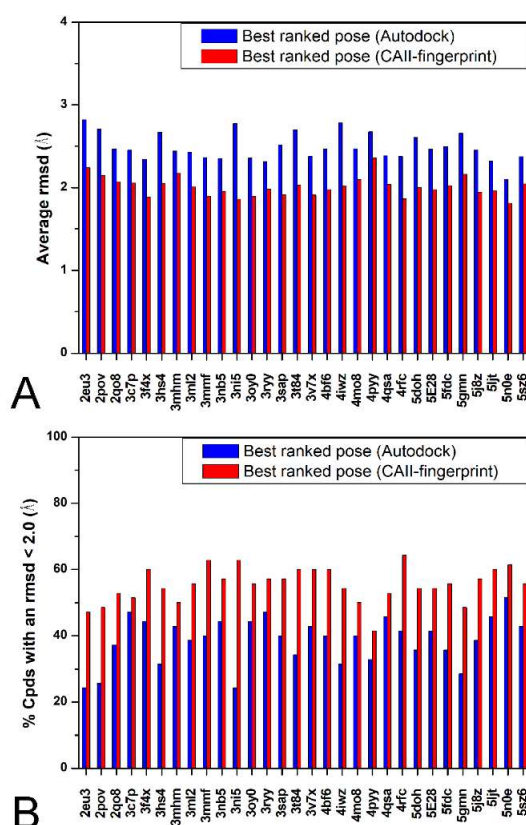 4
Best ranked pose (Autodock)
Best ranked pose (CAII-fingerprint)
3
Average rmsd (Å)
2
1
0
2eu3 2pov 2qo8 3c7p 3f4x 3hs4 3mhm 3ml2 3mmf 3nb5 3ni5 3oy0 3ryy 3sap 3t84 3v7x 4bf6 4iwz 4mo8 4pyy 4qsa 4rfc 5doh 5E28 5fdc 5gmn 5j8z 5ljt 5n0e 5sz6
A
100
Best ranked pose (Autodock)
Best ranked pose (CAII-fingerprint)
80
% Cpds with an rmsd < 2.0 (Å)
60
40
20
0
2eu3 2pov 2qo8 3c7p 3f4x 3hs4 3mhm 3ml2 3mmf 3nb5 3ni5 3oy0 3ryy 3sap 3t84 3v7x 4bf6 4iwz 4mo8 4pyy 4qsa 4rfc 5doh 5E28 5fdc 5gmn 5j8z 5ljt 5n0e 5sz6
B